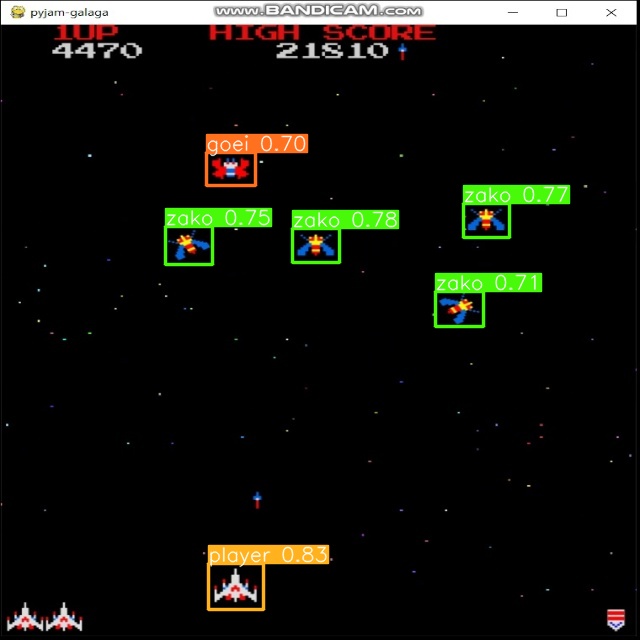 pyjam-galaga
www.BANDICAM.com
1UP HIGH SCORE
4470 21810
goei 0.70
zako 0.77
zako 0.75 zako 0.78
zako 0.71
player 0.83